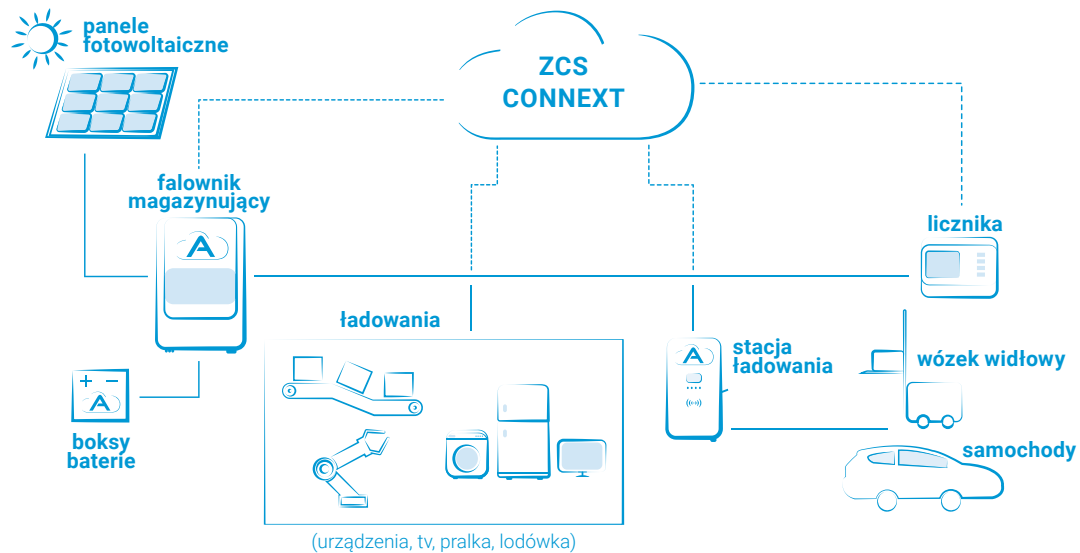 panele
fotowoltaiczne
ZCS
CONNEXT
falownik
magazynujący
licznika
ładowania
stacja
ładowania
wózek widłowy
boksy
baterie
samochody
(urządzenia, tv, pralka, lodówka)